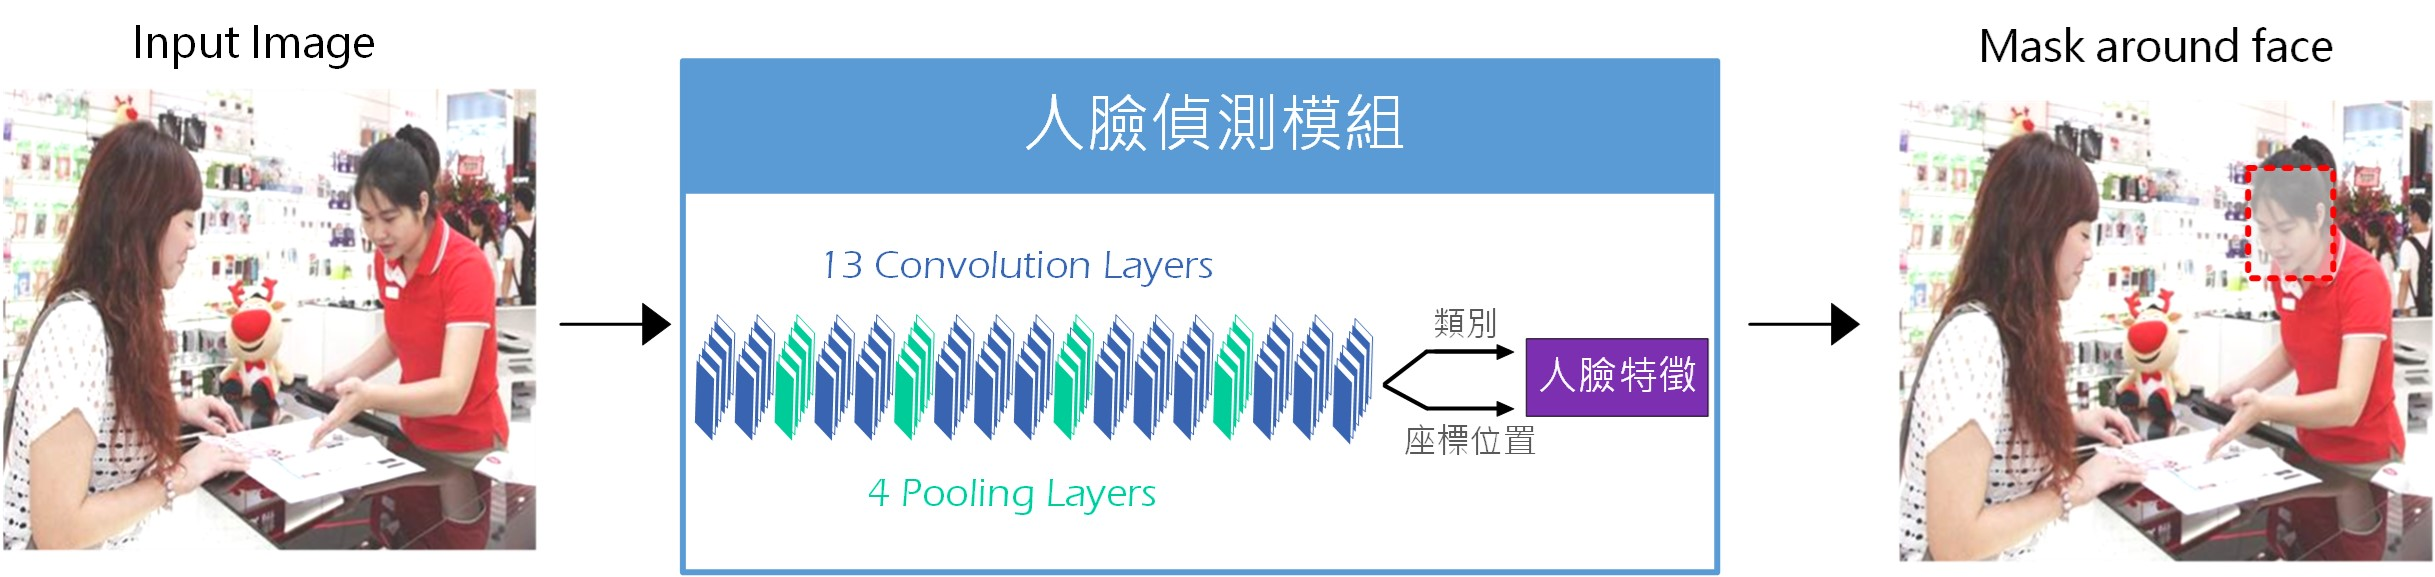 Input Image
人臉偵測模組
13 Convolution Layers
4 Pooling Layers
類別
座標位置
人臉特徵
Mask around face